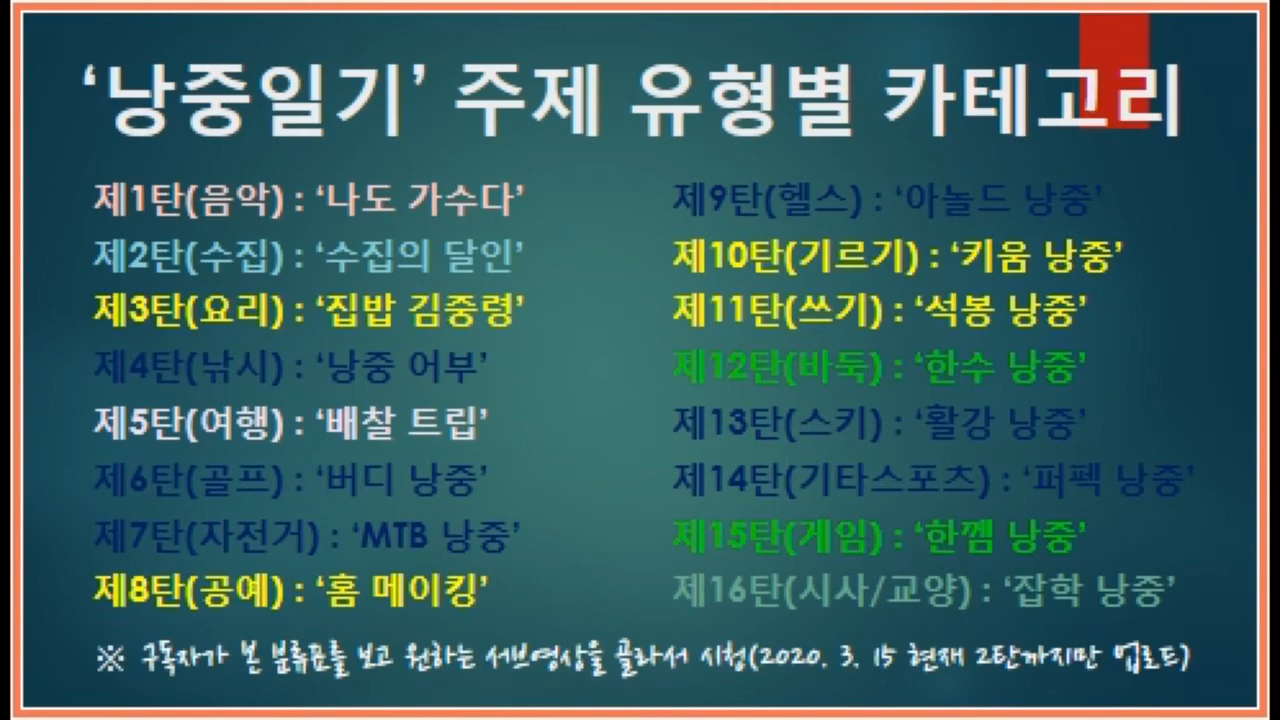 ‘낭중일기’ 주제 유형별 카테고리
제1탄(음악) : ‘나도 가수다’
제2탄(수집) : ‘수집의 달인’
제3탄(요리) : ‘집밥 김중령’
제4탄(낚시) : ‘낭중 어부’
제5탄(여행) : ‘배찰 트립’
제6탄(골프) : ‘버디 낭중’
제7탄(자전거) : ‘MTB 낭중’
제8탄(공예) : ‘홈 메이킹’
제9탄(헬스) : ‘아놀드 낭중’
제10탄(기르기) : ‘키움 낭중’
제11탄(쓰기) : ‘석봉 낭중’
제12탄(바둑) : ‘한수 낭중’
제13탄(스키) : ‘활강 낭중’
제14탄(기타스포츠) : ‘퍼펙 낭중’
제15탄(게임) : ‘한껨 낭중’
제16탄(시사/교양) : ‘잡학 낭중’
※ 구독자가 본 분류표를 보고 원하는 서브영상을 골라서 시청(2020. 3. 15 현재 2탄까지만 업로드)